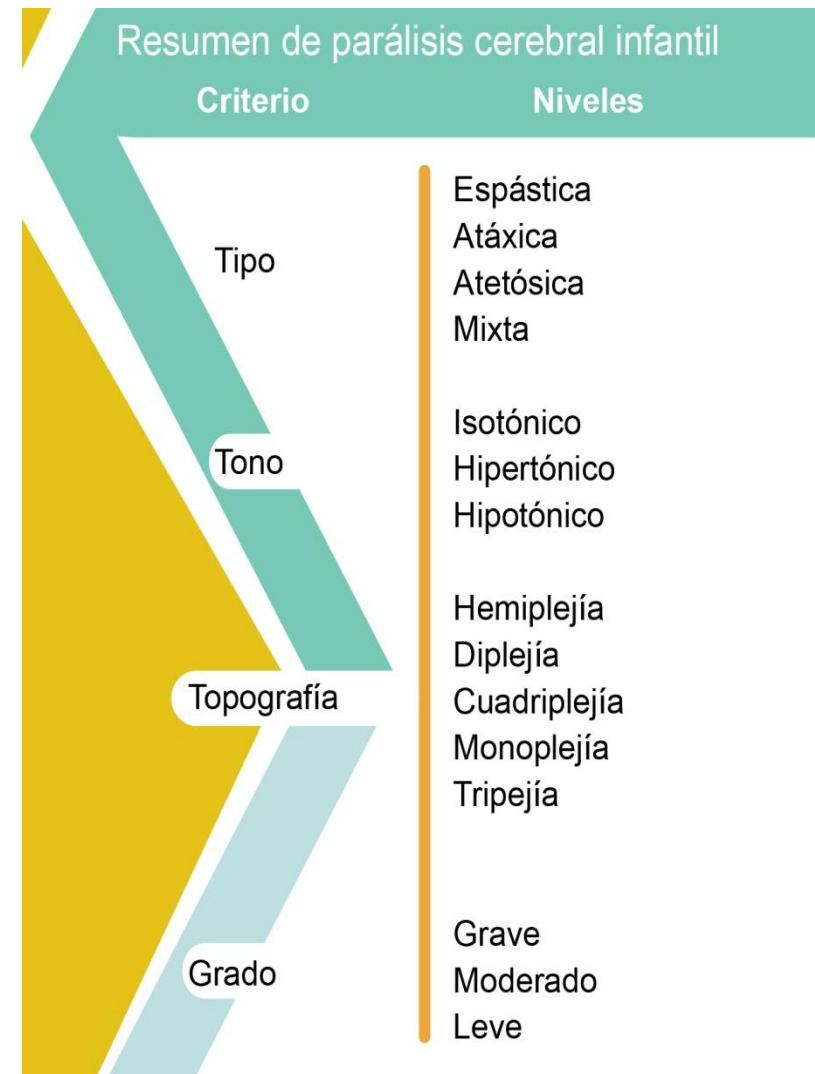 Resumen de parálisis cerebral infantil
Criterio Niveles
Tipo
Espástica
Atáxica
Atetósica
Mixta
Tono
Isotónico
Hipertónico
Hipotónico
Topografía
Hemiplejía
Diplejía
Cuadriplejía
Monoplejía
Tripejía
Grado
Grave
Moderado
Leve